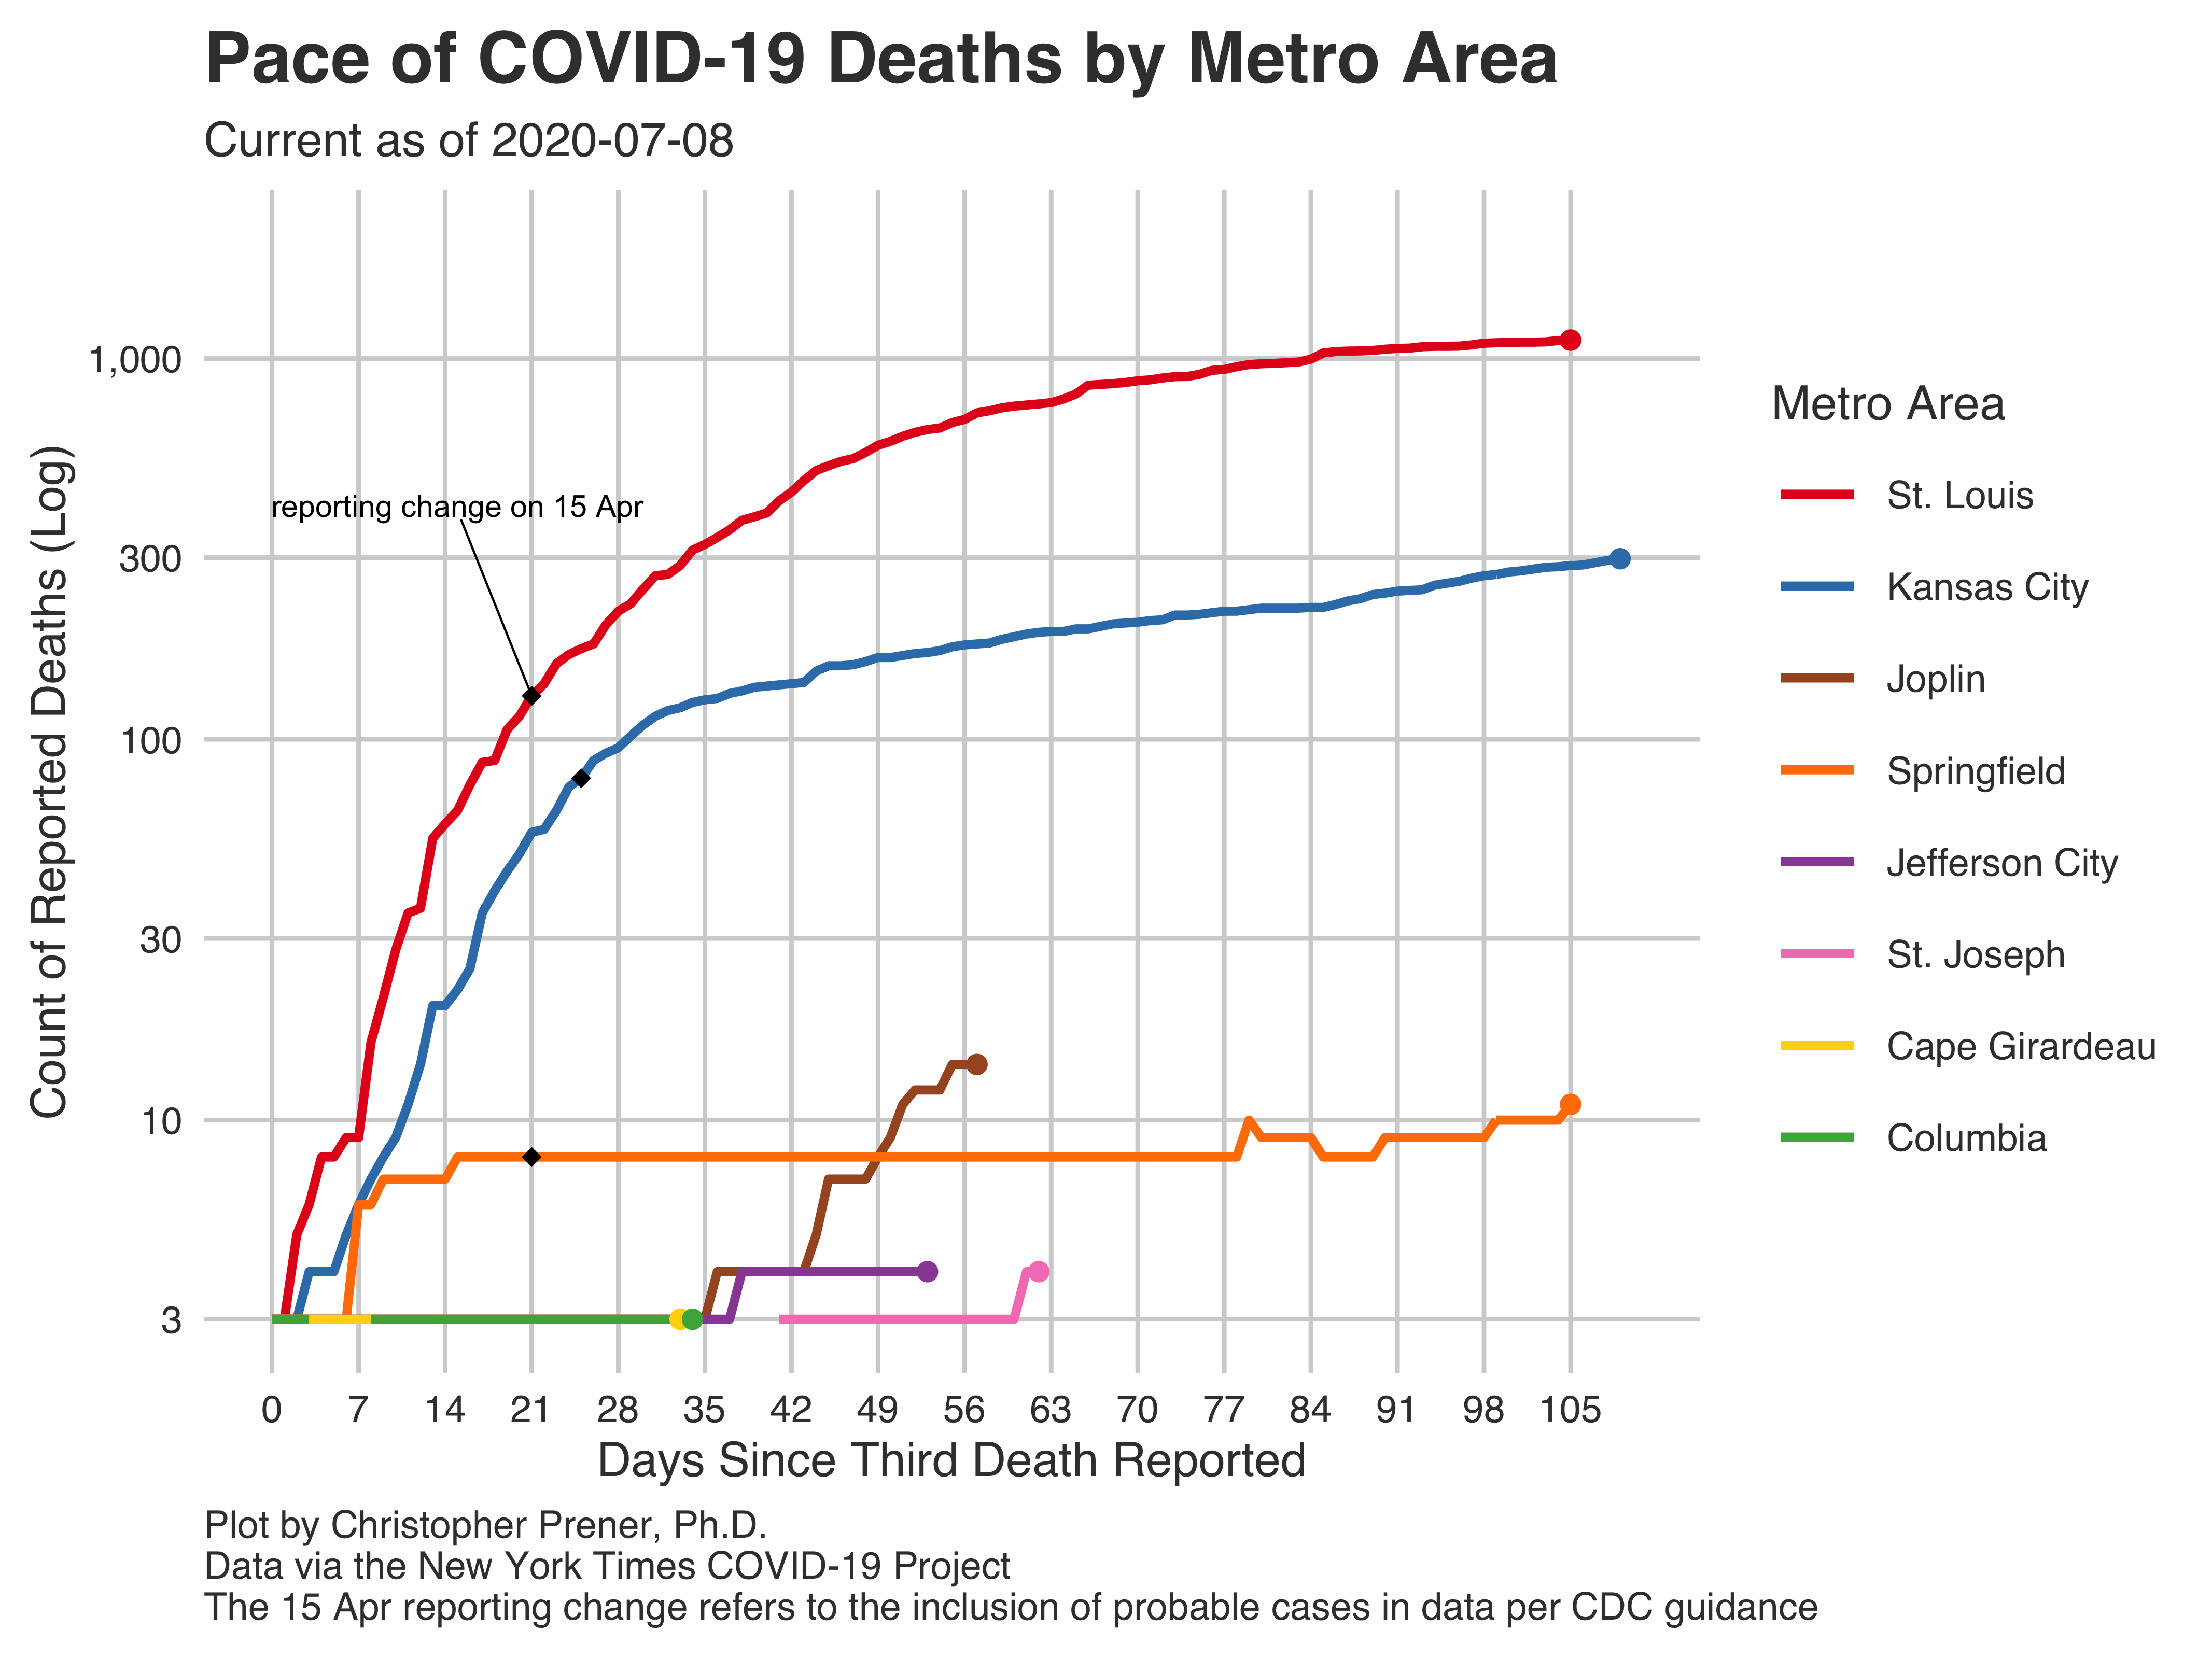 Pace of COVID-19 Deaths by Metro Area
Current as of 2020-07-08
Count of Reported Deaths (Log)
1,000
300
100
30
10
3
reporting change on 15 Apr
0 7 14 21 28 35 42 49 56 63 70 77 84 91 98 105
Days Since Third Death Reported
Metro Area
St. Louis
Kansas City
Joplin
Springfield
Jefferson City
St. Joseph
Cape Girardeau
Columbia
Plot by Christopher Prener, Ph.D.
Data via the New York Times COVID-19 Project
The 15 Apr reporting change refers to the inclusion of probable cases in data per CDC guidance